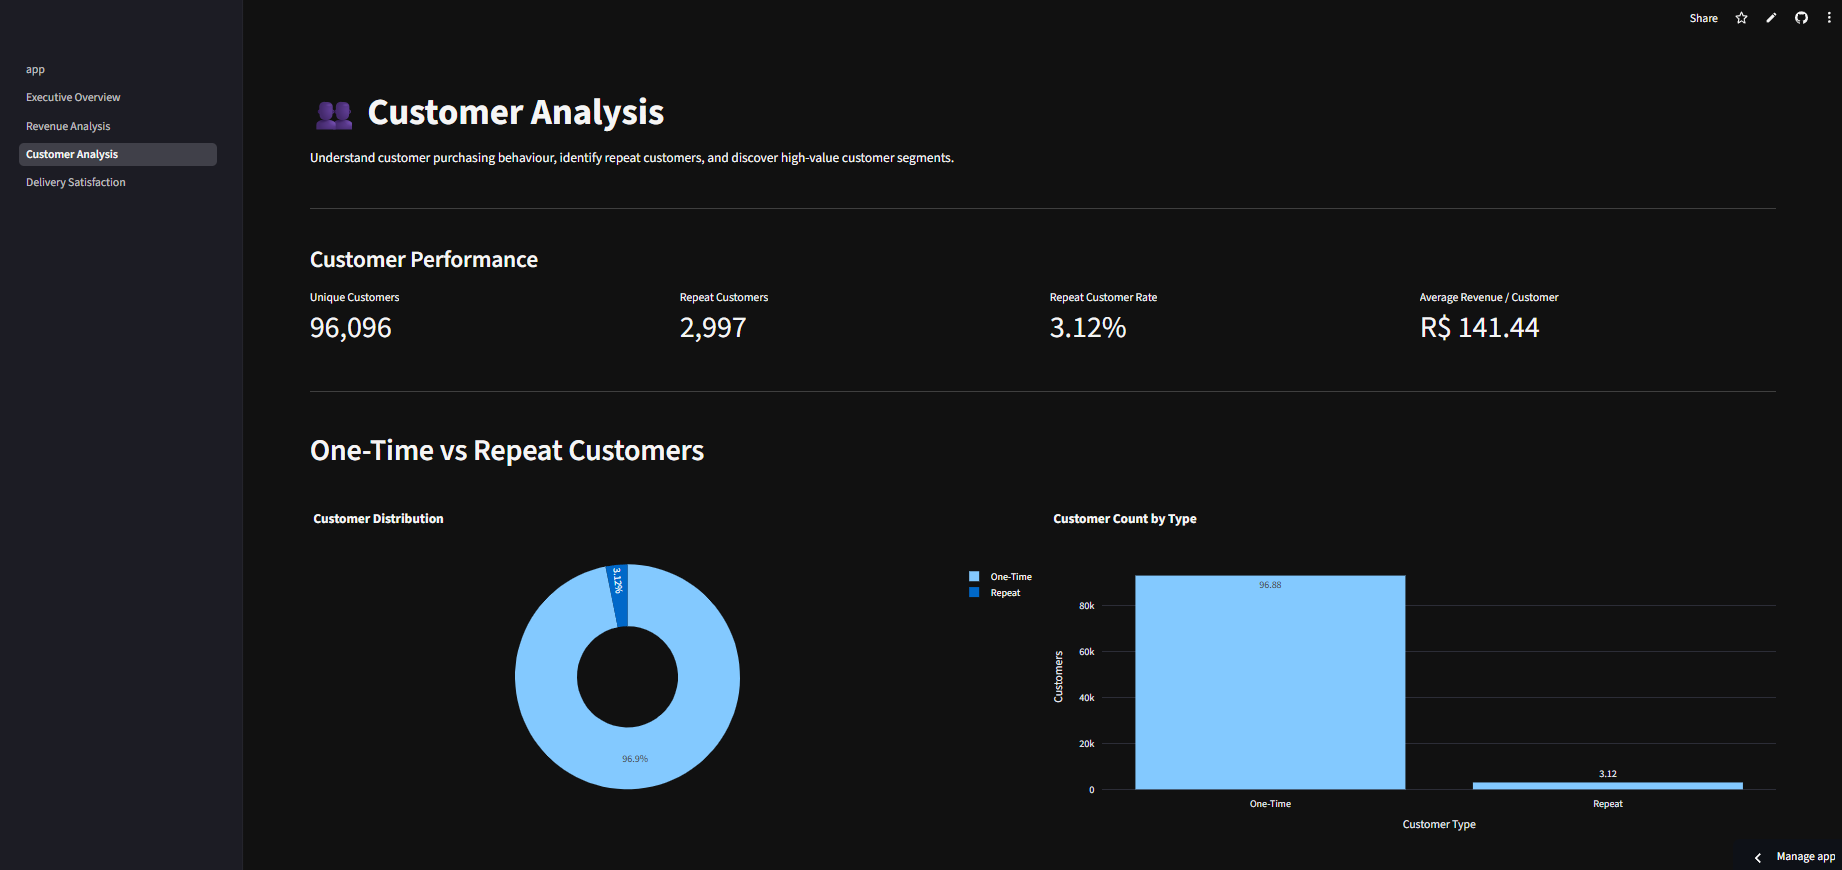 Share
app
Executive Overview
Revenue Analysis
Customer Analysis
Delivery Satisfaction
Customer Analysis
Understand customer purchasing behaviour, identify repeat customers, and discover high-value customer segments.
Customer Performance
Unique Customers
96,096
Repeat Customers
2,997
Repeat Customer Rate
3.12%
Average Revenue / Customer
R$ 141.44
One-Time vs Repeat Customers
Customer Distribution
3.12%
96.9%
One-Time
Repeat
Customer Count by Type
Customers
80k
60k
40k
20k
0
96.88
3.12
One-Time
Repeat
Customer Type
Manage app